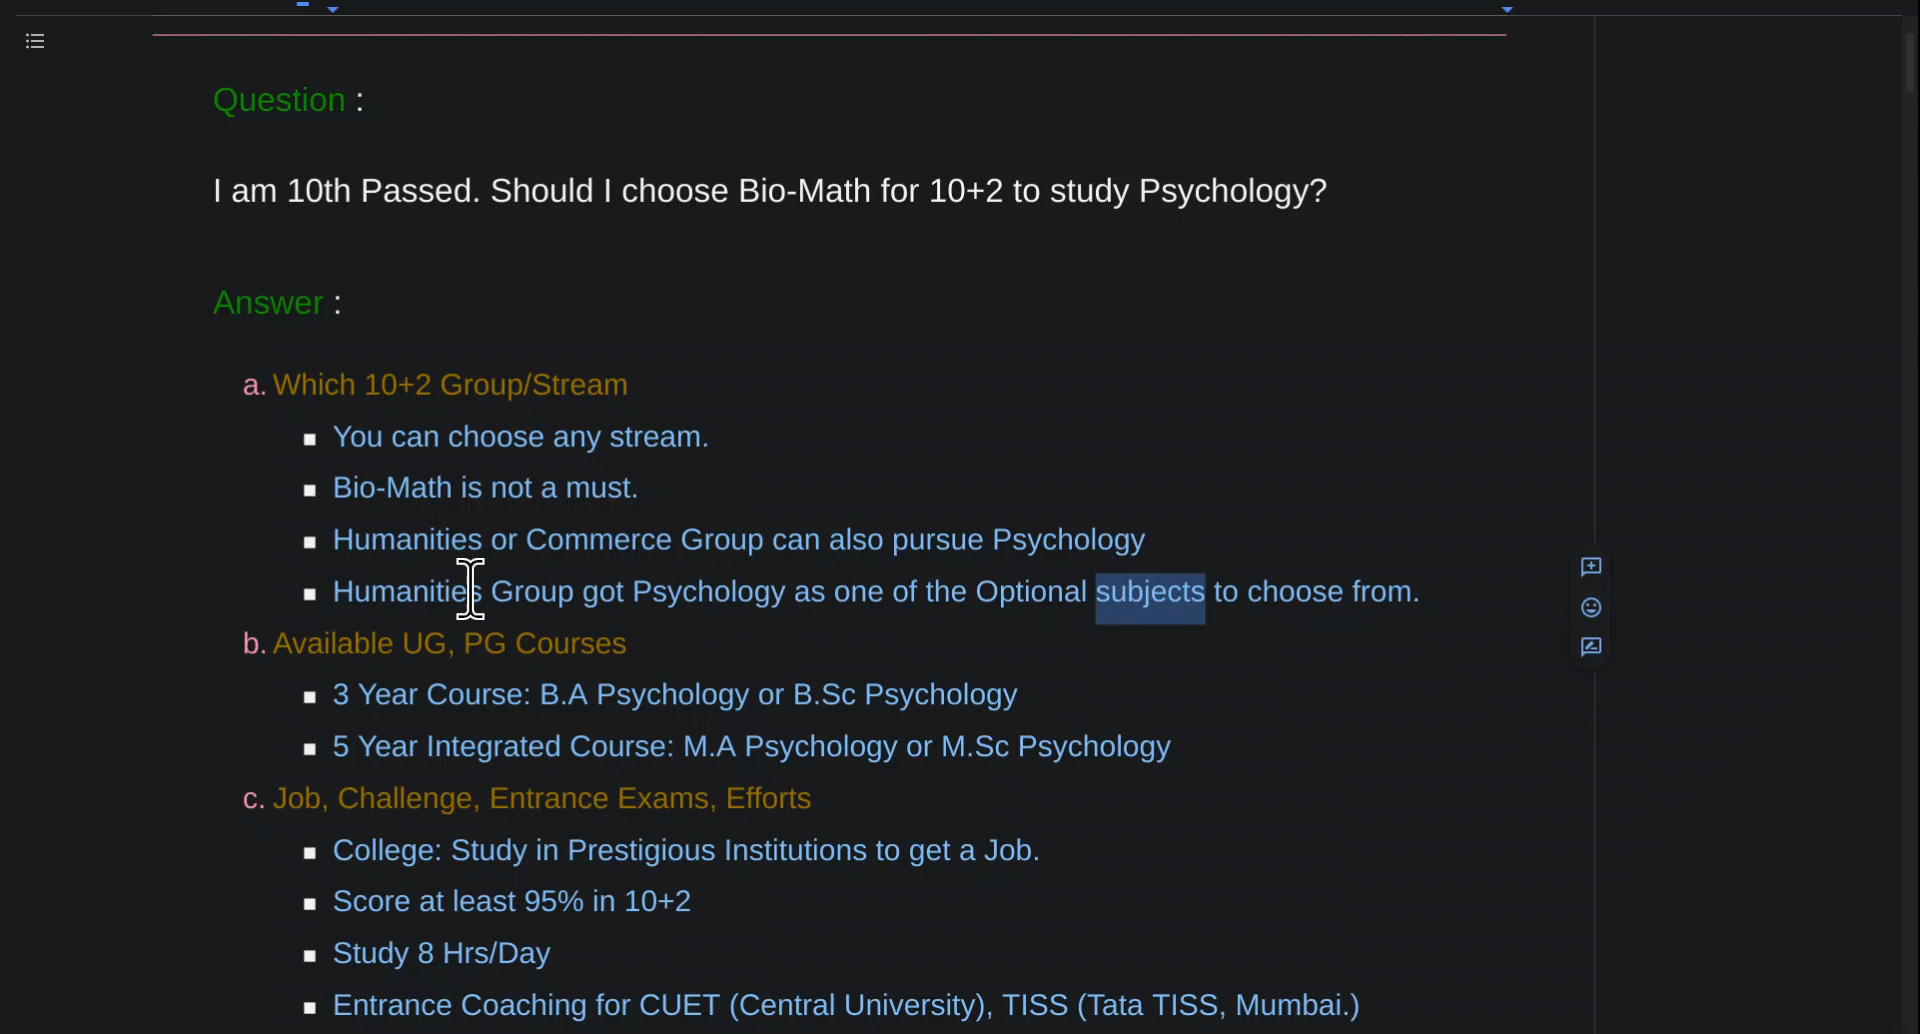 Question :
I am 10th Passed. Should I choose Bio-Math for 10+2 to study Psychology?
Answer :
a. Which 10+2 Group/Stream
■ You can choose any stream.
■ Bio-Math is not a must.
■ Humanities or Commerce Group can also pursue Psychology
■ Humanities Group got Psychology as one of the Optional subjects to choose from.
b. Available UG, PG Courses
■ 3 Year Course: B.A Psychology or B.Sc Psychology
■ 5 Year Integrated Course: M.A Psychology or M.Sc Psychology
c. Job, Challenge, Entrance Exams, Efforts
■ College: Study in Prestigious Institutions to get a Job.
■ Score at least 95% in 10+2
■ Study 8 Hrs/Day
■ Entrance Coaching for CUET (Central University), TISS (Tata TISS, Mumbai.)